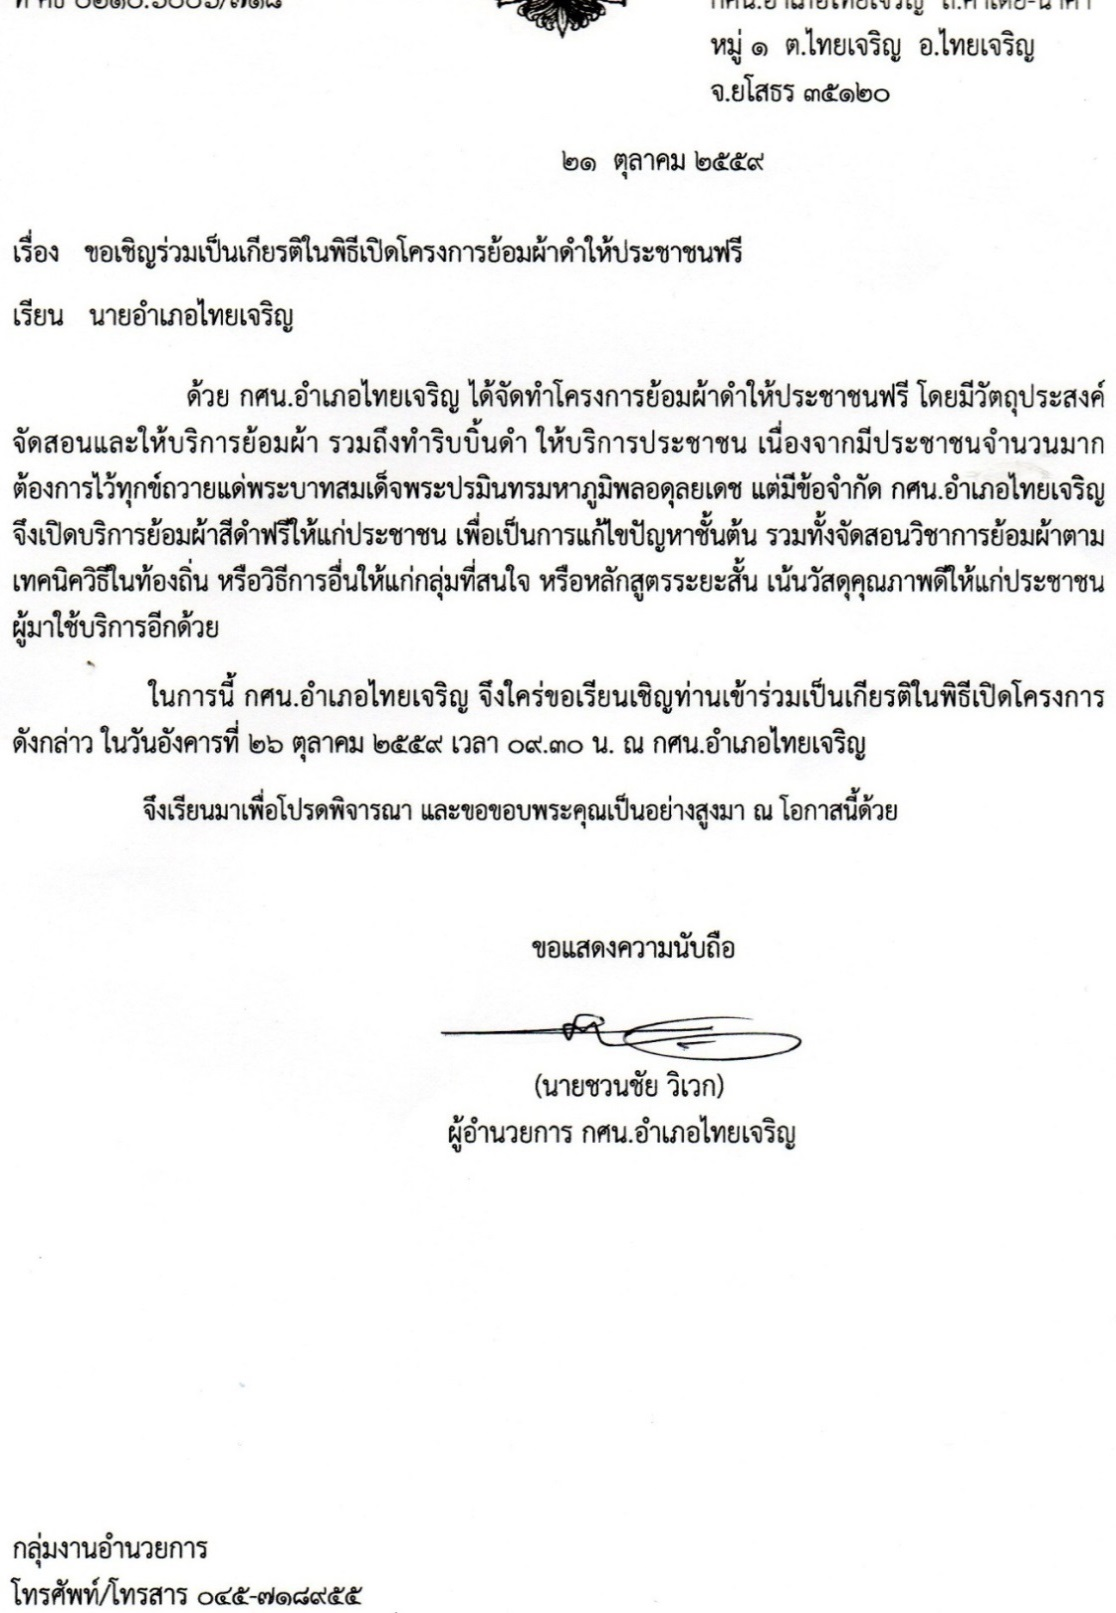 หมู่ ๑ ต.ไทยเจริญ อ.ไทยเจริญ
จ.ยโสธร ๓๕๑๒๐
๒๑ ตุลาคม ๒๕๕๙
เรื่อง ขอเชิญร่วมเป็นเกียรติในพิธีเปิดโครงการย้อมผ้าดำให้ประชาชนฟรี
เรียน นายอำเภอไทยเจริญ
ด้วย กศน.อำเภอไทยเจริญ ได้จัดทำโครงการย้อมผ้าดำให้ประชาชนฟรี โดยมีวัตถุประสงค์
จัดสอนและให้บริการย้อมผ้า รวมถึงทำริบบิ้นดำ ให้บริการประชาชน เนื่องจากมีประชาชนจำนวนมาก
ต้องการไว้ทุกข์ถวายแด่พระบาทสมเด็จพระปรมินทรมหาภูมิพลอดุลยเดช แต่มีข้อจำกัด กศน.อำเภอไทยเจริญ
จึงเปิดบริการย้อมผ้าสีดำฟรีให้แก่ประชาชน เพื่อเป็นการแก้ไขปัญหาชั้นต้น รวมทั้งจัดสอนวิชาการย้อมผ้าตาม
เทคนิควิธีในท้องถิ่น หรือวิธีการอื่นให้แก่กลุ่มที่สนใจ หรือหลักสูตรระยะสั้น เน้นวัสดุคุณภาพดีให้แก่ประชาชน
ผู้มาใช้บริการอีกด้วย
ในการนี้ กศน.อำเภอไทยเจริญ จึงใคร่ขอเรียนเชิญท่านเข้าร่วมเป็นเกียรติในพิธีเปิดโครงการ
ดังกล่าว ในวันอังคารที่ ๒๖ ตุลาคม ๒๕๕๙ เวลา ๐๙.๓๐ น. ณ กศน.อำเภอไทยเจริญ
จึงเรียนมาเพื่อโปรดพิจารณา และขอขอบพระคุณเป็นอย่างสูงมา ณ โอกาสนี้ด้วย
ขอแสดงความนับถือ
(นายชวนชัย วิเวก)
ผู้อำนวยการ กศน.อำเภอไทยเจริญ
กลุ่มงานอำนวยการ
โทรศัพท์/โทรสาร ๐๔๕-๗๑๘๙๕๕